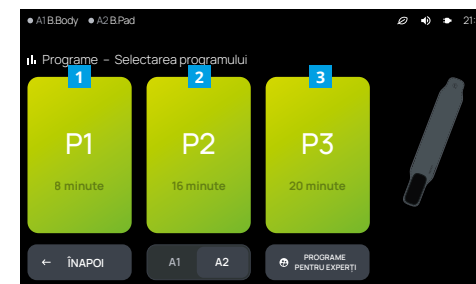 A1 B.Body A2 B.Pad 21:
Programe – Selectarea programului
1 2 3
P1 P2 P3
8 minute 16 minute 20 minute
← ÎNAPOI A1 A2 PROGRAME
PENTRU EXPERȚI